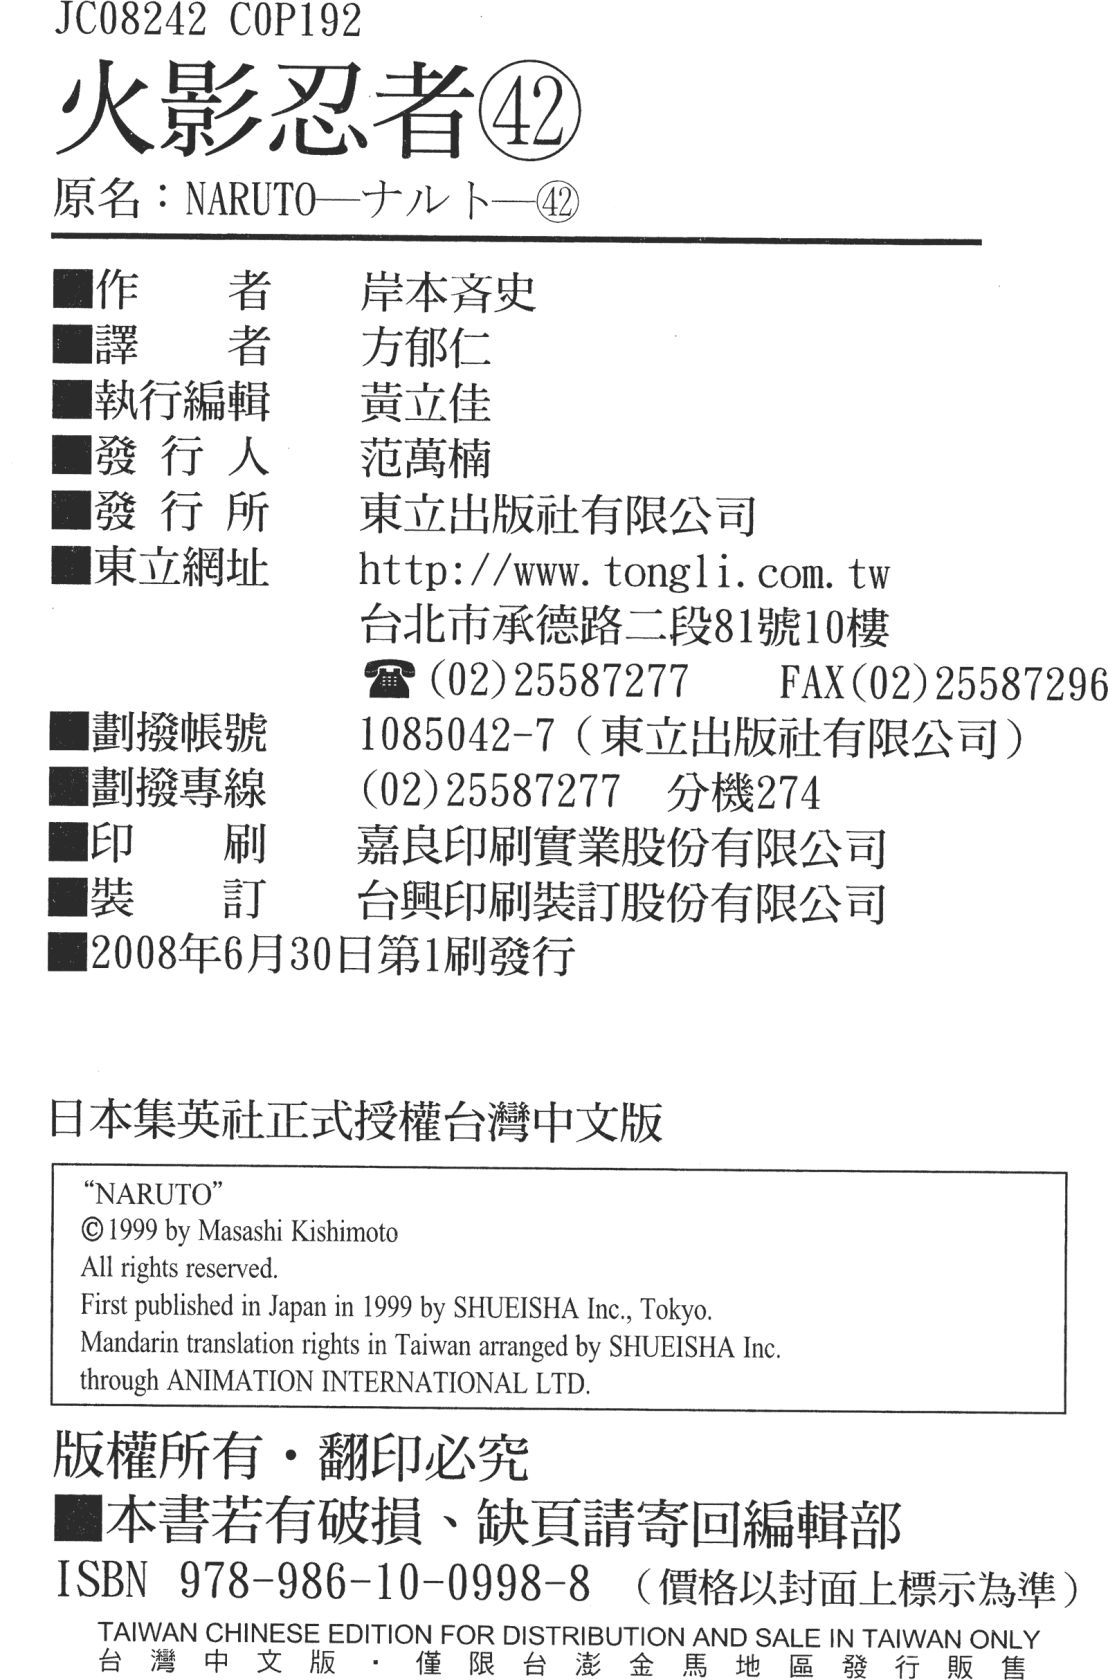 JC08242 C0P192
火影忍者㊷
原名：NARUTO—ナルト—㊷
■作者 岸本斉史
■譯者 方郁仁
■執行編輯 黃立佳
■發行人 范萬楠
■發行所 東立出版社有限公司
■東立網址 http://www.tongli.com.tw
台北市承德路二段81號10樓
☎(02)25587277 FAX(02)25587296
■劃撥帳號 1085042-7（東立出版社有限公司）
■劃撥專線 (02)25587277 分機274
■印刷 嘉良印刷實業股份有限公司
■裝訂 台興印刷裝訂股份有限公司
■2008年6月30日第1刷發行
日本集英社正式授權台灣中文版
“NARUTO”
©1999 by Masashi Kishimoto
All rights reserved.
First published in Japan in 1999 by SHUEISHA Inc., Tokyo.
Mandarin translation rights in Taiwan arranged by SHUEISHA Inc.
through ANIMATION INTERNATIONAL LTD.
版權所有・翻印必究
■本書若有破損、缺頁請寄回編輯部
ISBN 978-986-10-0998-8 （價格以封面上標示為準）
TAIWAN CHINESE EDITION FOR DISTRIBUTION AND SALE IN TAIWAN ONLY
台灣中文版・僅限台澎金馬地區發行販售